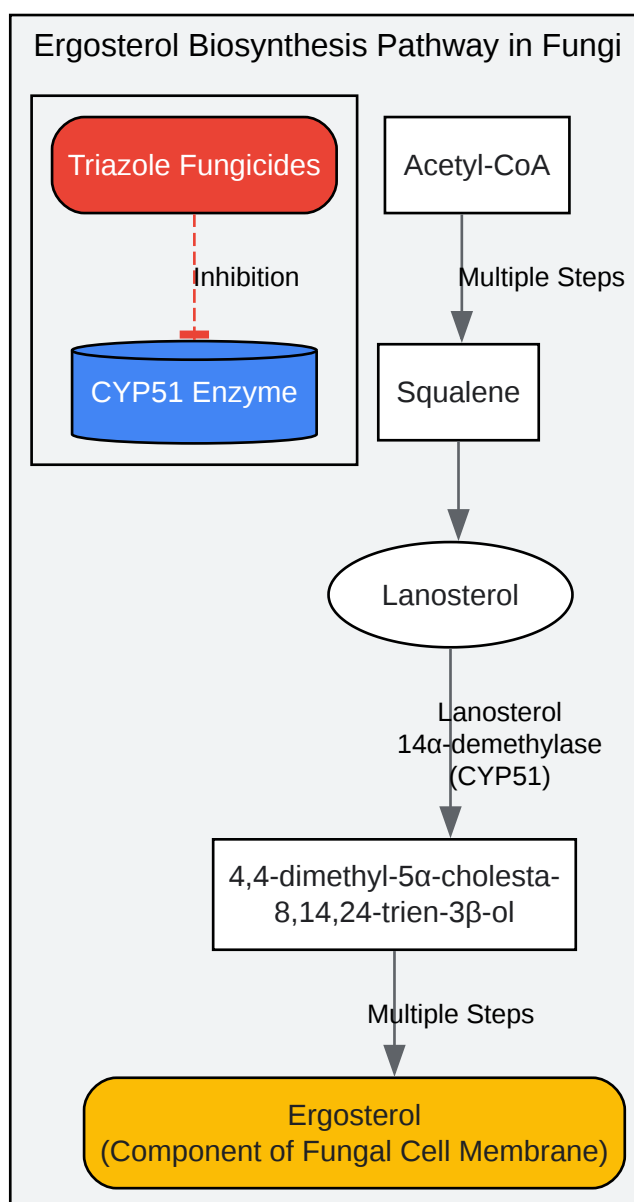 Ergosterol Biosynthesis Pathway in Fungi
Triazole Fungicides
Acetyl-CoA
Inhibition
Multiple Steps
CYP51 Enzyme
Squalene
Lanosterol
Lanosterol
14α-demethylase
(CYP51)
4,4-dimethyl-5α-cholesta-
8,14,24-trien-3β-ol
Multiple Steps
Ergosterol
(Component of Fungal Cell Membrane)